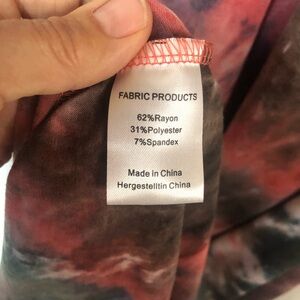 FABRIC PRODUCTS
62%Rayon
31%Polyester
7%Spandex
Made in China
Hergestelltin China